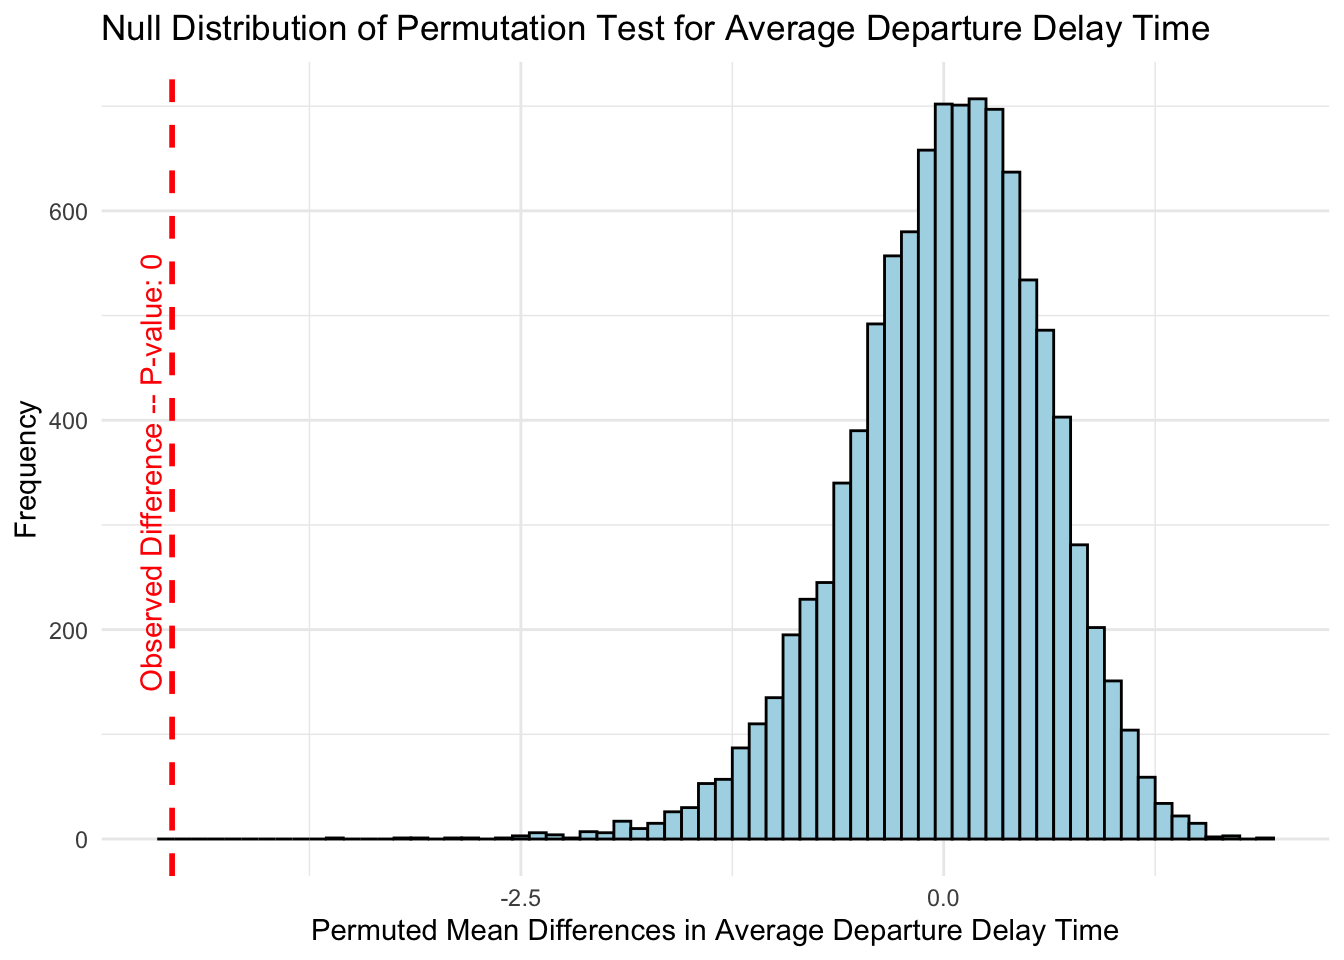 Null Distribution of Permutation Test for Average Departure Delay Time
Frequency
600
400
200
0
Observed Difference -- P-value: 0
-2.5
0.0
Permuted Mean Differences in Average Departure Delay Time